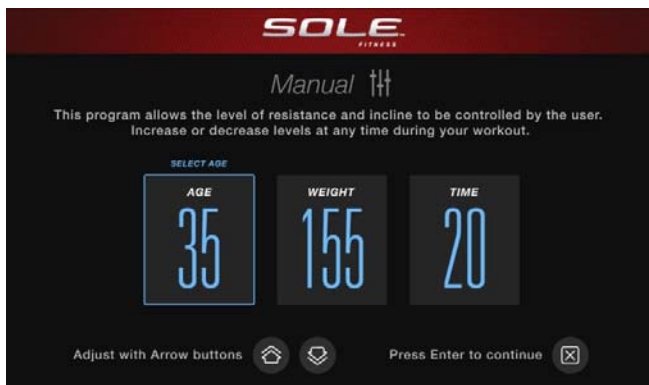 SOLE
FITNESS
Manual
This program allows the level of resistance and incline to be controlled by the user.
Increase or decrease levels at any time during your workout.
SELECT AGE
AGE
35
WEIGHT
155
TIME
20
Adjust with Arrow buttons
Press Enter to continue